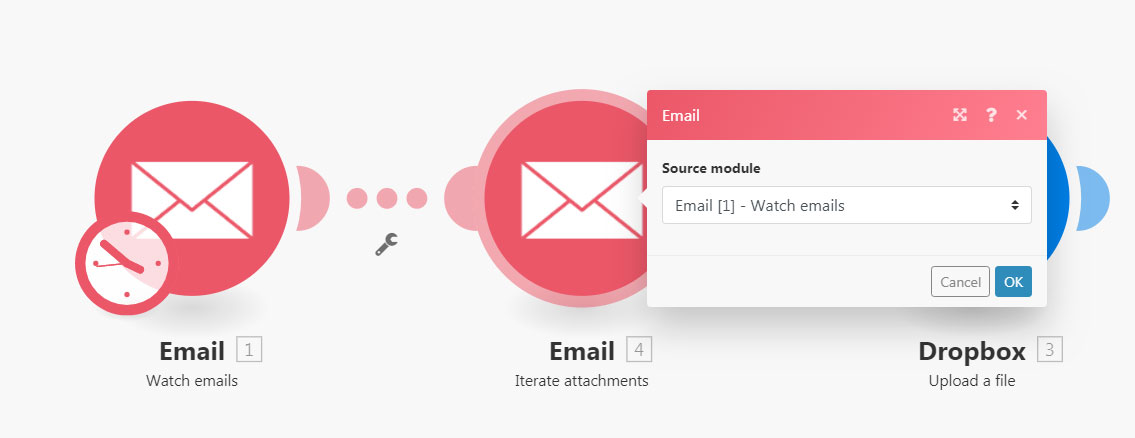 Email
?
Source module
Email [1] - Watch emails
Cancel OK
Email 1
Watch emails
Email 4
Iterate attachments
Dropbox 3
Upload a file